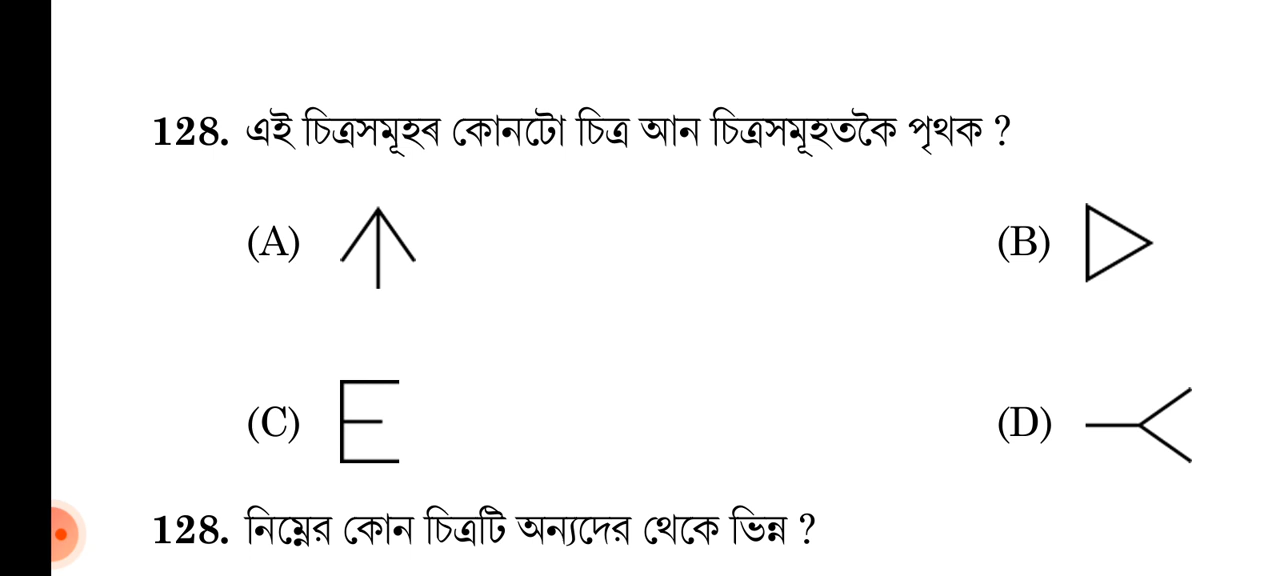 128. এই চিত্ৰসমূহৰ কোনটো চিত্ৰ আন চিত্ৰসমূহতকৈ পৃথক ?
(A) (B)
(C) (D)
128. নিম্নের কোন চিত্রটি অন্যদের থেকে ভিন্ন ?